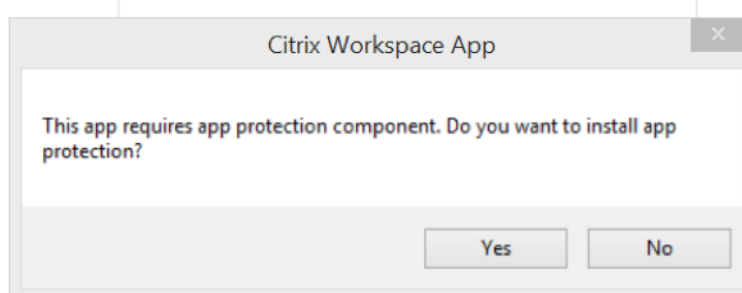 Citrix Workspace App
This app requires app protection component. Do you want to install app
protection?
Yes
No